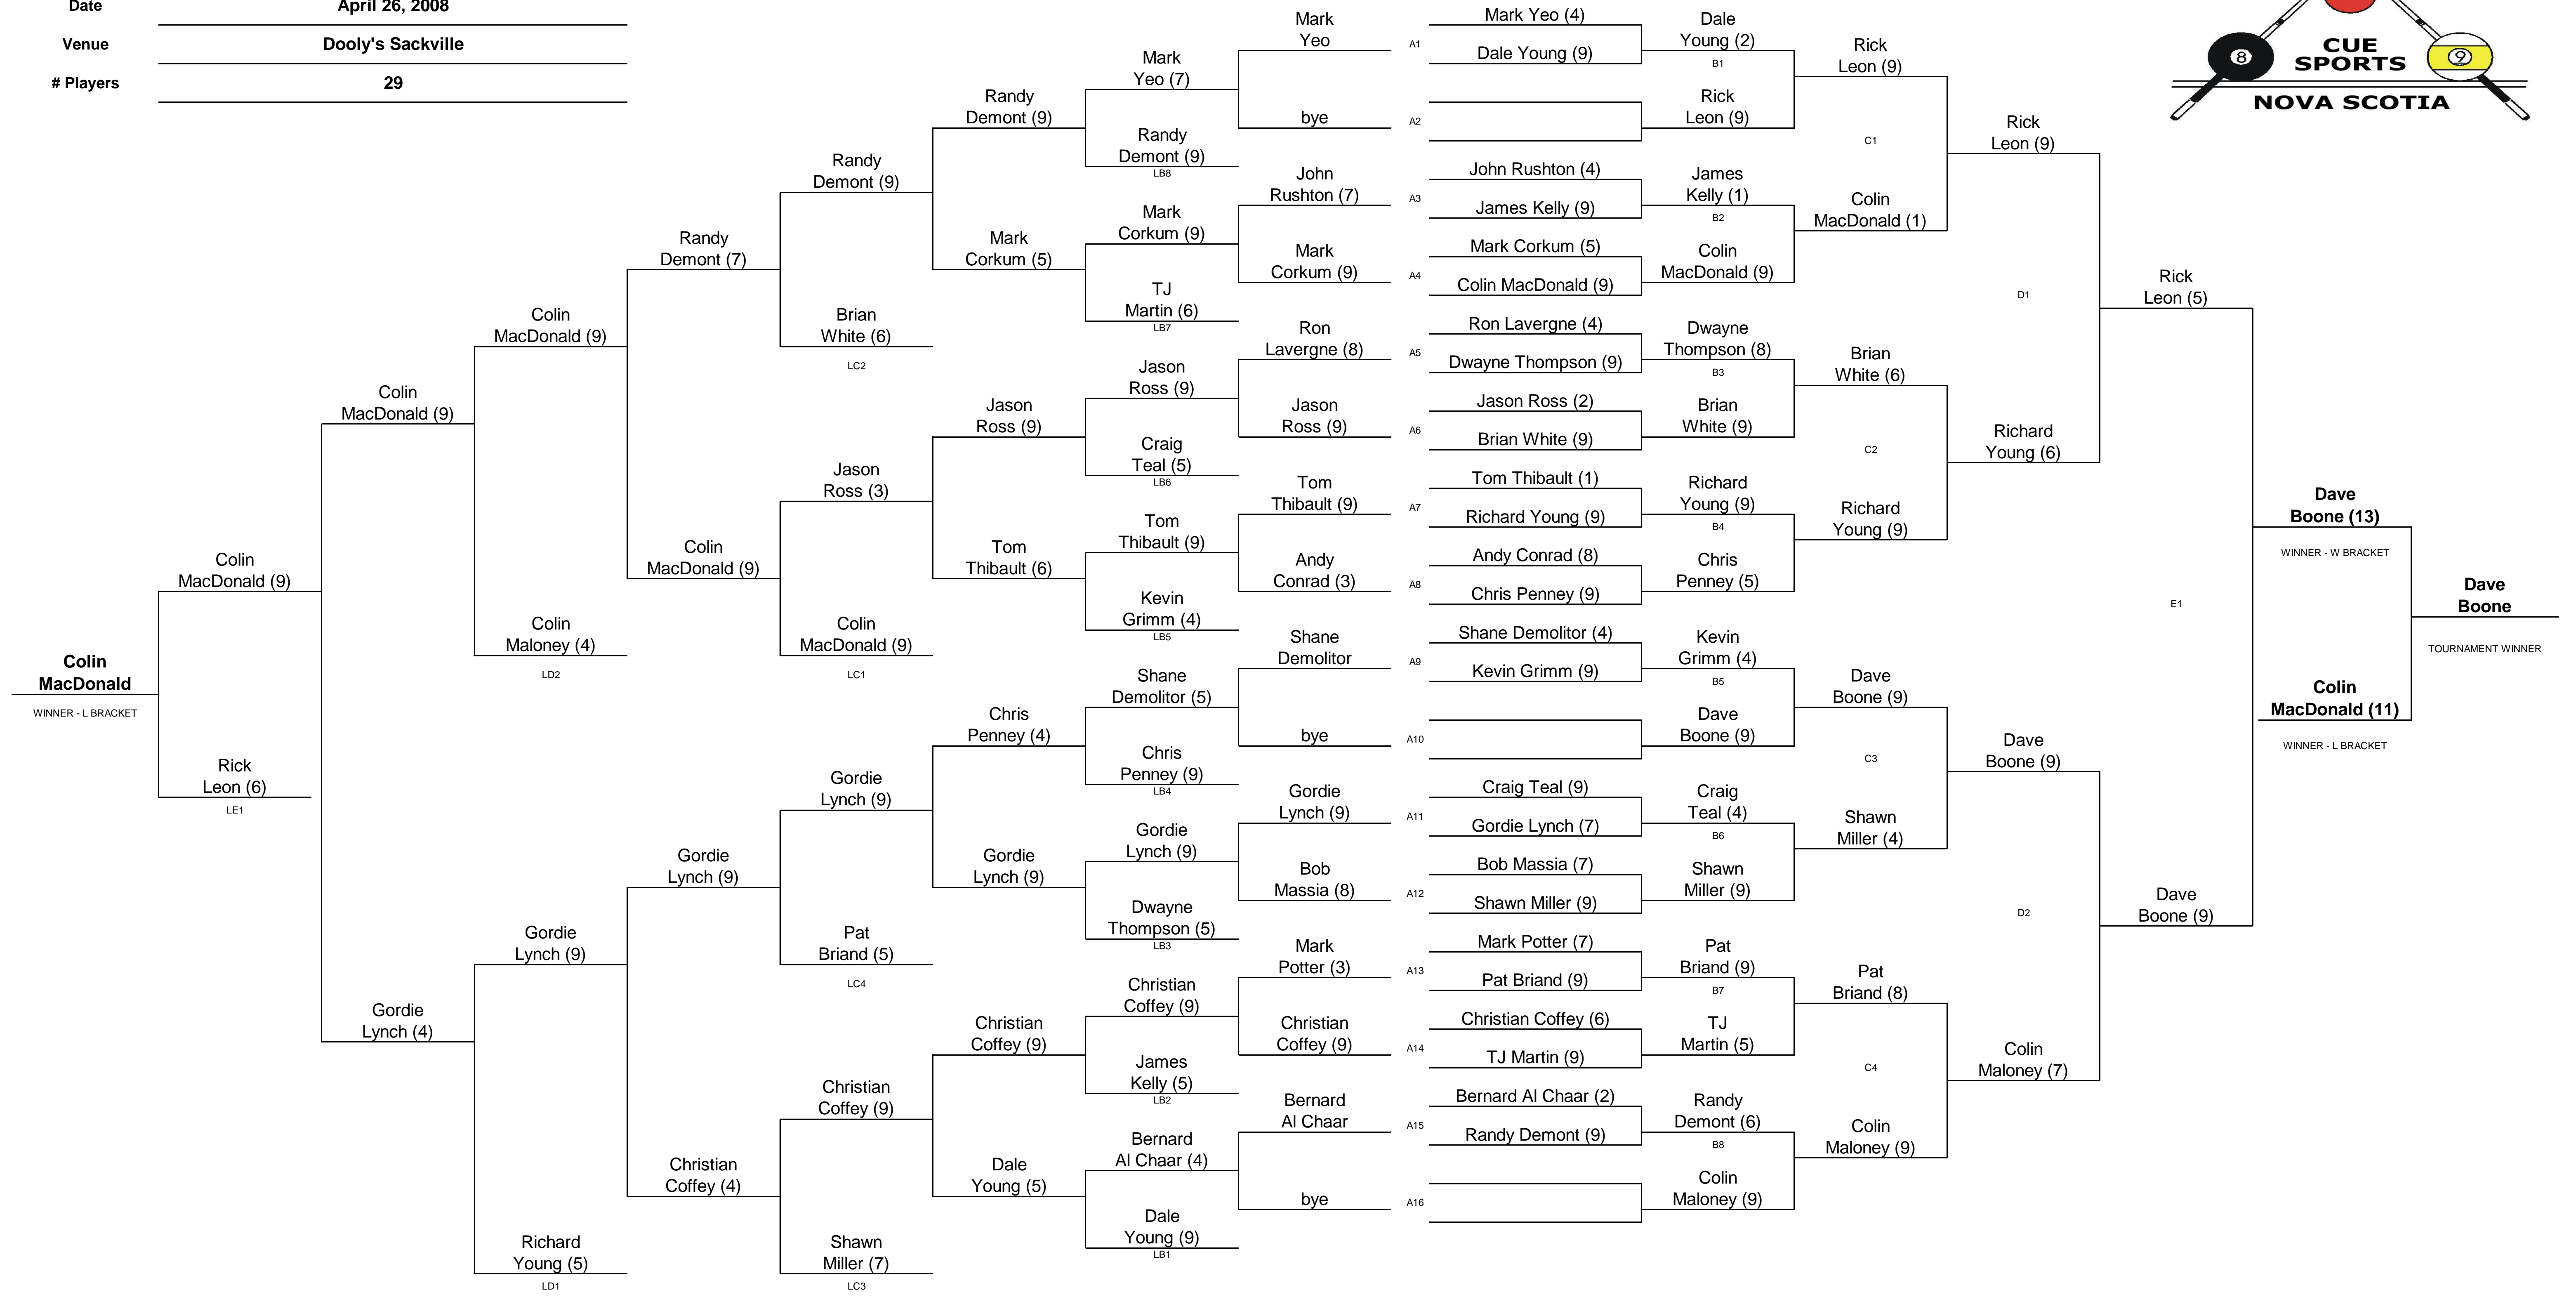 Date
April 26, 2008
Venue
Dooly's Sackville
# Players
29
8
CUE
SPORTS
9
NOVA SCOTIA
Colin
MacDonald
WINNER - L BRACKET
Colin
MacDonald (9)
Rick
Leon (6)
LE1
Colin
MacDonald (9)
Gordie
Lynch (4)
Colin
MacDonald (9)
Colin
Maloney (4)
LD2
Gordie
Lynch (9)
Richard
Young (5)
LD1
Randy
Demont (7)
Colin
MacDonald (9)
Gordie
Lynch (9)
Christian
Coffey (4)
Randy
Demont (9)
Brian
White (6)
LC2
Jason
Ross (3)
Colin
MacDonald (9)
LC1
Gordie
Lynch (9)
Pat
Briand (5)
LC4
Christian
Coffey (9)
Shawn
Miller (7)
LC3
Randy
Demont (9)
Mark
Corkum (5)
Jason
Ross (9)
Tom
Thibault (6)
Chris
Penney (4)
Gordie
Lynch (9)
Christian
Coffey (9)
Dale
Young (5)
Mark
Yeo (7)
Randy
Demont (9)
LB8
Mark
Corkum (9)
TJ
Martin (6)
LB7
Jason
Ross (9)
Craig
Teal (5)
LB6
Tom
Thibault (9)
Kevin
Grimm (4)
LB5
Shane
Demolitor (5)
Chris
Penney (9)
LB4
Gordie
Lynch (9)
Dwayne
Thompson (5)
LB3
Christian
Coffey (9)
James
Kelly (5)
LB2
Bernard
Al Chaar (4)
Dale
Young (9)
LB1
Mark
Yeo
bye
John
Rushton (7)
Mark
Corkum (9)
Ron
Lavergne (8)
Jason
Ross (9)
Tom
Thibault (9)
Andy
Conrad (3)
Shane
Demolitor
bye
Gordie
Lynch (9)
Bob
Massia (8)
Mark
Potter (3)
Christian
Coffey (9)
Bernard
Al Chaar
bye
A1
A2
A3
A4
A5
A6
A7
A8
A9
A10
A11
A12
A13
A14
A15
A16
Mark Yeo (4)
Dale Young (9)
John Rushton (4)
James Kelly (9)
Mark Corkum (5)
Colin MacDonald (9)
Ron Lavergne (4)
Dwayne Thompson (9)
Jason Ross (2)
Brian White (9)
Tom Thibault (1)
Richard Young (9)
Andy Conrad (8)
Chris Penney (9)
Shane Demolitor (4)
Kevin Grimm (9)
Craig Teal (9)
Gordie Lynch (7)
Bob Massia (7)
Shawn Miller (9)
Mark Potter (7)
Pat Briand (9)
Christian Coffey (6)
TJ Martin (9)
Bernard Al Chaar (2)
Randy Demont (9)
Dale
Young (2)
B1
Rick
Leon (9)
James
Kelly (1)
B2
Colin
MacDonald (9)
Dwayne
Thompson (8)
B3
Brian
White (9)
Richard
Young (9)
B4
Chris
Penney (5)
Kevin
Grimm (4)
B5
Dave
Boone (9)
Craig
Teal (4)
B6
Shawn
Miller (9)
Pat
Briand (9)
B7
TJ
Martin (5)
Randy
Demont (6)
B8
Colin
Maloney (9)
Rick
Leon (9)
C1
Colin
MacDonald (1)
Brian
White (6)
C2
Richard
Young (9)
Dave
Boone (9)
C3
Shawn
Miller (4)
Pat
Briand (8)
C4
Colin
Maloney (9)
Rick
Leon (9)
D1
Richard
Young (6)
Dave
Boone (9)
D2
Colin
Maloney (7)
Rick
Leon (5)
E1
Dave
Boone (9)
Dave
Boone (13)
WINNER - W BRACKET
Colin
MacDonald (11)
WINNER - L BRACKET
Dave
Boone
TOURNAMENT WINNER